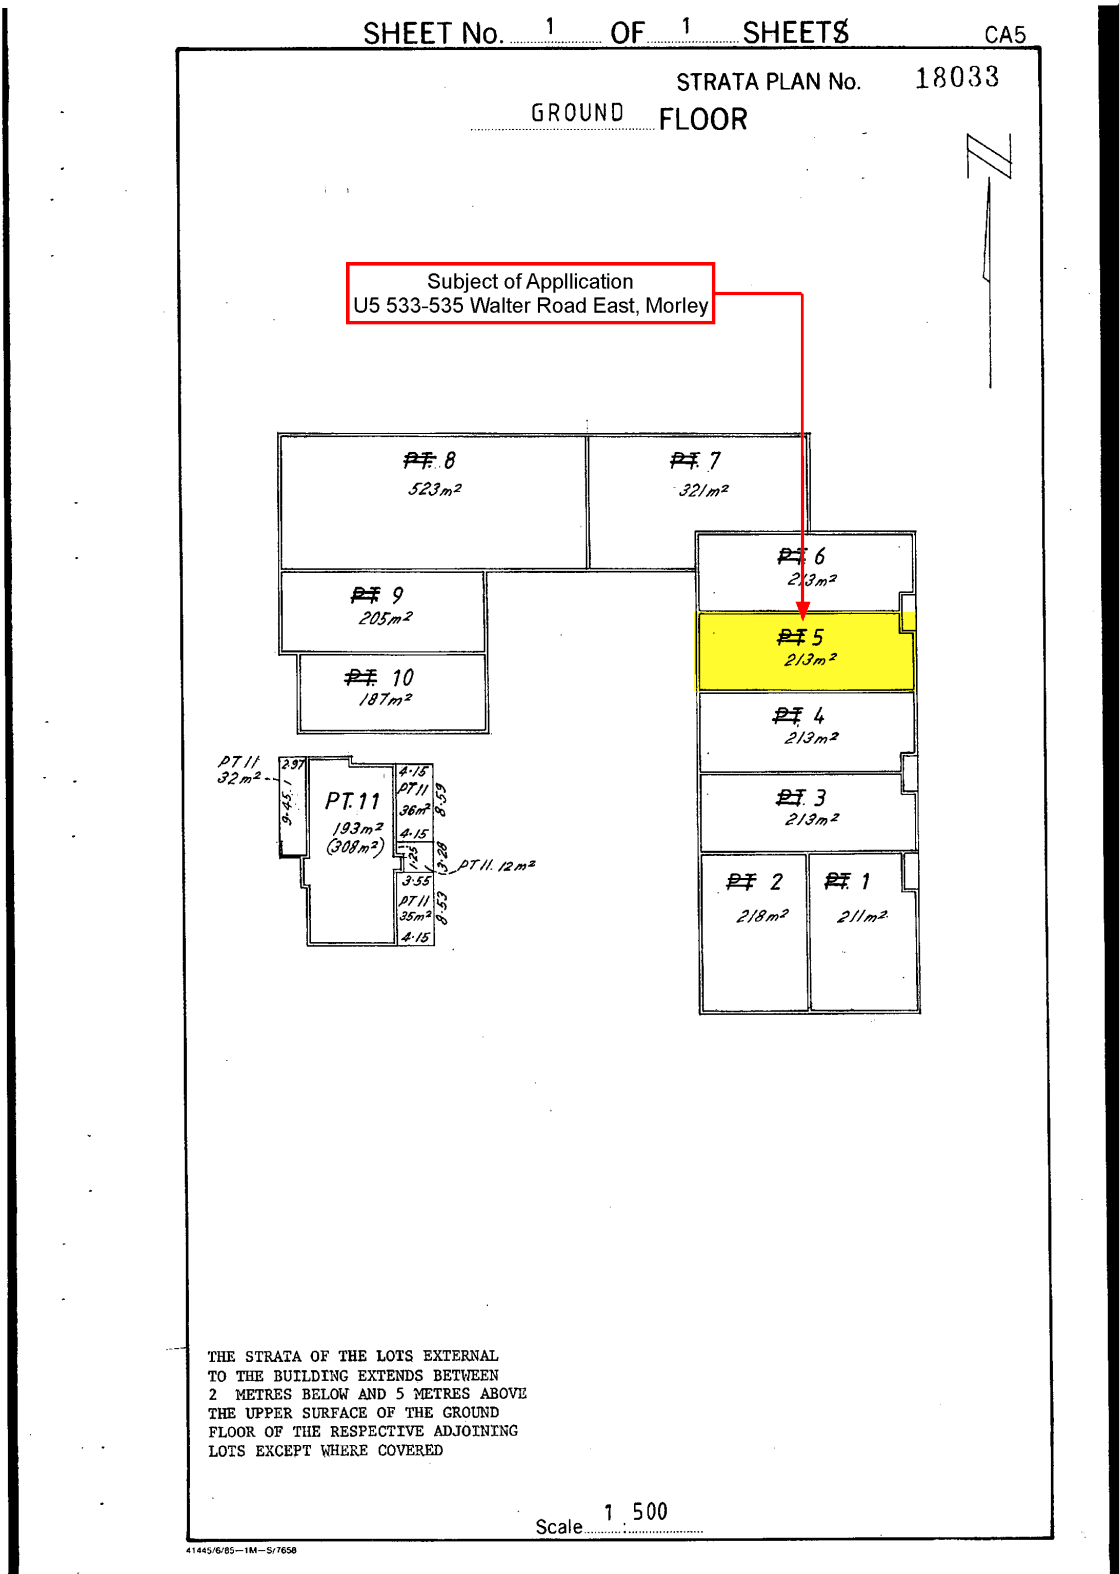 SHEET No. 1 OF 1 SHEETS
CA5
STRATA PLAN No. 18033
GROUND FLOOR
Z
Subject of Appllication
U5 533-535 Walter Road East, Morley
PT. 8
523m²
PT. 7
321m²
PT. 6
213m²
PT. 9
205m²
PT 5
213m²
PT. 10
187m²
PT 4
213m²
PT 11
32m²
2.97
9.45
PT. 11
193m²
(308m²)
4.15
PT 11
36m²
8.59
4.15
PT. 3
213m²
1.25
3.28
PT 11. 12m²
3.55
PT 11
35m²
8.53
4.15
PT 2
218m²
PT. 1
211m²
THE STRATA OF THE LOTS EXTERNAL
TO THE BUILDING EXTENDS BETWEEN
2 METRES BELOW AND 5 METRES ABOVE
THE UPPER SURFACE OF THE GROUND
FLOOR OF THE RESPECTIVE ADJOINING
LOTS EXCEPT WHERE COVERED
Scale 1 : 500
41445/6/85—1M—S/7658